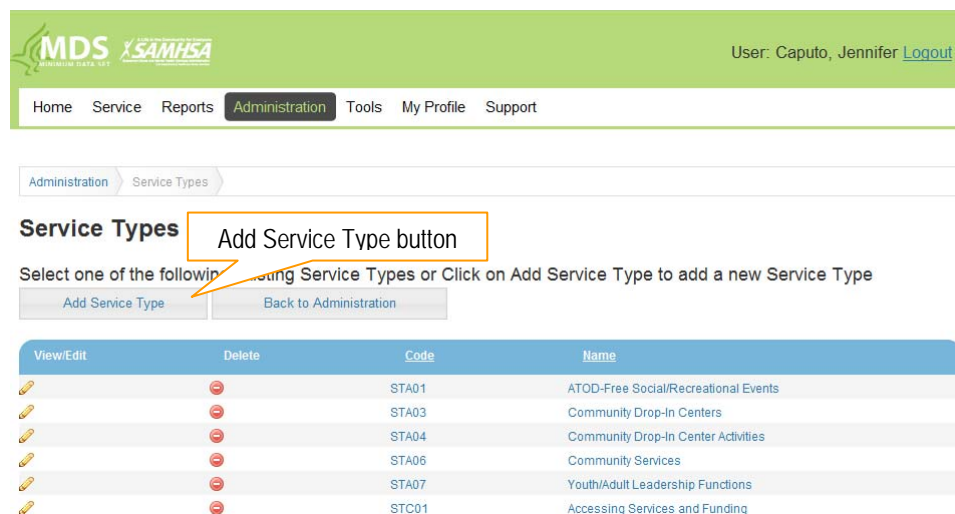 MDS SAMHSA
MINIMUM DATA SET
User: Caputo, Jennifer Logout
Home Service Reports Administration Tools My Profile Support
Administration Service Types
Service Types
Add Service Type button
Select one of the following Existing Service Types or Click on Add Service Type to add a new Service Type
Add Service Type Back to Administration
View/Edit Delete Code Name
STA01 ATOD-Free Social/Recreational Events
STA03 Community Drop-In Centers
STA04 Community Drop-In Center Activities
STA06 Community Services
STA07 Youth/Adult Leadership Functions
STC01 Accessing Services and Funding